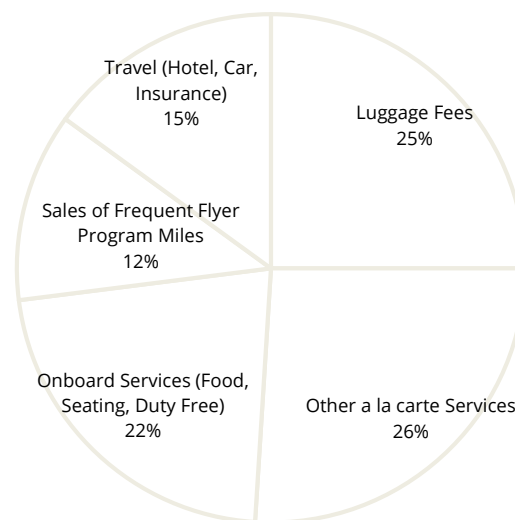 Travel (Hotel, Car,
Insurance)
15%
Luggage Fees
25%
Sales of Frequent Flyer
Program Miles
12%
Onboard Services (Food,
Seating, Duty Free)
22%
Other a la carte Services
26%